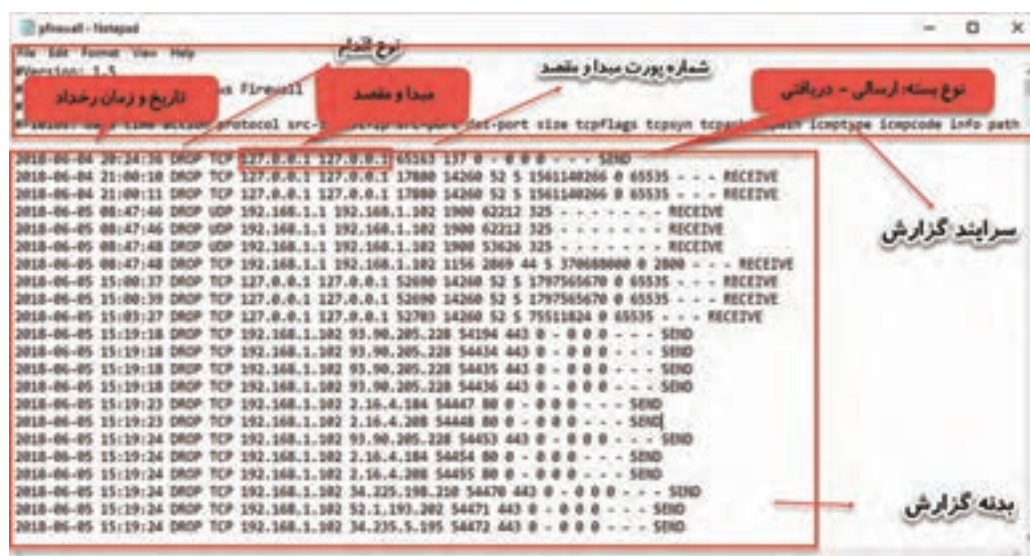 pfirewall - Notepad
File Edit Format View Help
#Version: 1.5
Firewall
نوع اقدام
شماره پورت مبدا و مقصد
تاریخ و زمان رخداد
مبدا و مقصد
نوع بسته: ارسالی - دریافتی
#Fields: time action protocol dst-port size tcpflags tcpsyn icmptype icmpcode info path
2018-06-04 20:24:36 DROP TCP 127.0.0.1 127.0.0.1 65163 137 0 - 0 0 0 - - - SEND
2018-06-04 21:00:10 DROP TCP 127.0.0.1 127.0.0.1 17880 14260 52 S 1561140266 0 65535 - - - RECEIVE
2018-06-04 21:00:11 DROP TCP 127.0.0.1 127.0.0.1 17880 14260 52 S 1561140266 0 65535 - - - RECEIVE
2018-06-05 08:47:46 DROP UDP 192.168.1.1 192.168.1.102 1900 62212 325 - - - - - - - RECEIVE
2018-06-05 08:47:46 DROP UDP 192.168.1.1 192.168.1.102 1900 62212 325 - - - - - - - RECEIVE
2018-06-05 08:47:48 DROP UDP 192.168.1.1 192.168.1.102 1900 53626 325 - - - - - - - RECEIVE
2018-06-05 08:47:48 DROP TCP 192.168.1.1 192.168.1.102 1156 2869 44 S 370688000 0 2800 - - - RECEIVE
2018-06-05 15:00:37 DROP TCP 127.0.0.1 127.0.0.1 52690 14260 52 S 1797565670 0 65535 - - - RECEIVE
2018-06-05 15:00:39 DROP TCP 127.0.0.1 127.0.0.1 52690 14260 52 S 1797565670 0 65535 - - - RECEIVE
2018-06-05 15:03:27 DROP TCP 127.0.0.1 127.0.0.1 52703 14260 52 S 75511824 0 65535 - - - RECEIVE
2018-06-05 15:19:18 DROP TCP 192.168.1.102 93.90.205.228 54194 443 0 - 0 0 0 - - - SEND
2018-06-05 15:19:18 DROP TCP 192.168.1.102 93.90.205.228 54434 443 0 - 0 0 0 - - - SEND
2018-06-05 15:19:18 DROP TCP 192.168.1.102 93.90.205.228 54435 443 0 - 0 0 0 - - - SEND
2018-06-05 15:19:18 DROP TCP 192.168.1.102 93.90.205.228 54436 443 0 - 0 0 0 - - - SEND
2018-06-05 15:19:23 DROP TCP 192.168.1.102 2.16.4.184 54447 80 0 - 0 0 0 - - - SEND
2018-06-05 15:19:23 DROP TCP 192.168.1.102 2.16.4.208 54448 80 0 - 0 0 0 - - - SEND
2018-06-05 15:19:24 DROP TCP 192.168.1.102 93.90.205.228 54453 443 0 - 0 0 0 - - - SEND
2018-06-05 15:19:24 DROP TCP 192.168.1.102 2.16.4.184 54454 80 0 - 0 0 0 - - - SEND
2018-06-05 15:19:24 DROP TCP 192.168.1.102 2.16.4.208 54455 80 0 - 0 0 0 - - - SEND
2018-06-05 15:19:24 DROP TCP 192.168.1.102 34.225.198.210 54470 443 0 - 0 0 0 - - - SEND
2018-06-05 15:19:24 DROP TCP 192.168.1.102 52.1.193.202 54471 443 0 - 0 0 0 - - - SEND
2018-06-05 15:19:24 DROP TCP 192.168.1.102 34.235.5.195 54472 443 0 - 0 0 0 - - - SEND
سرایند گزارش
بدنه گزارش